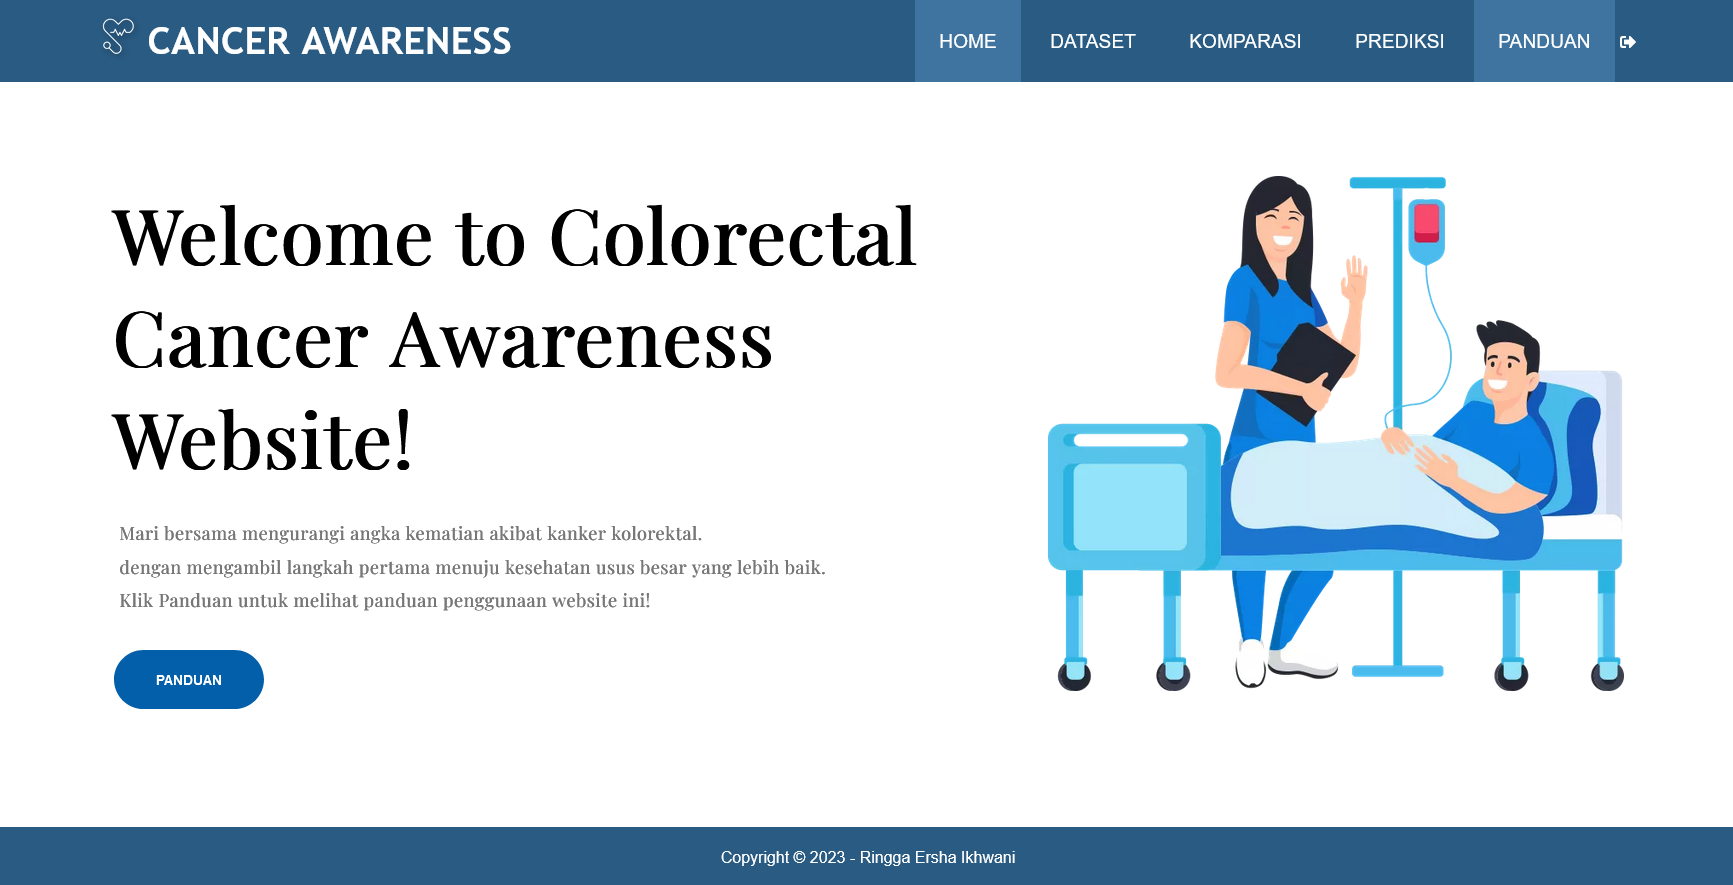 CANCER AWARENESS
HOME DATASET KOMPARASI PREDIKSI PANDUAN
Welcome to Colorectal
Cancer Awareness
Website!
Mari bersama mengurangi angka kematian akibat kanker kolorektal.
dengan mengambil langkah pertama menuju kesehatan usus besar yang lebih baik.
Klik Panduan untuk melihat panduan penggunaan website ini!
PANDUAN
Copyright © 2023 - Ringga Ersha Ikhwani